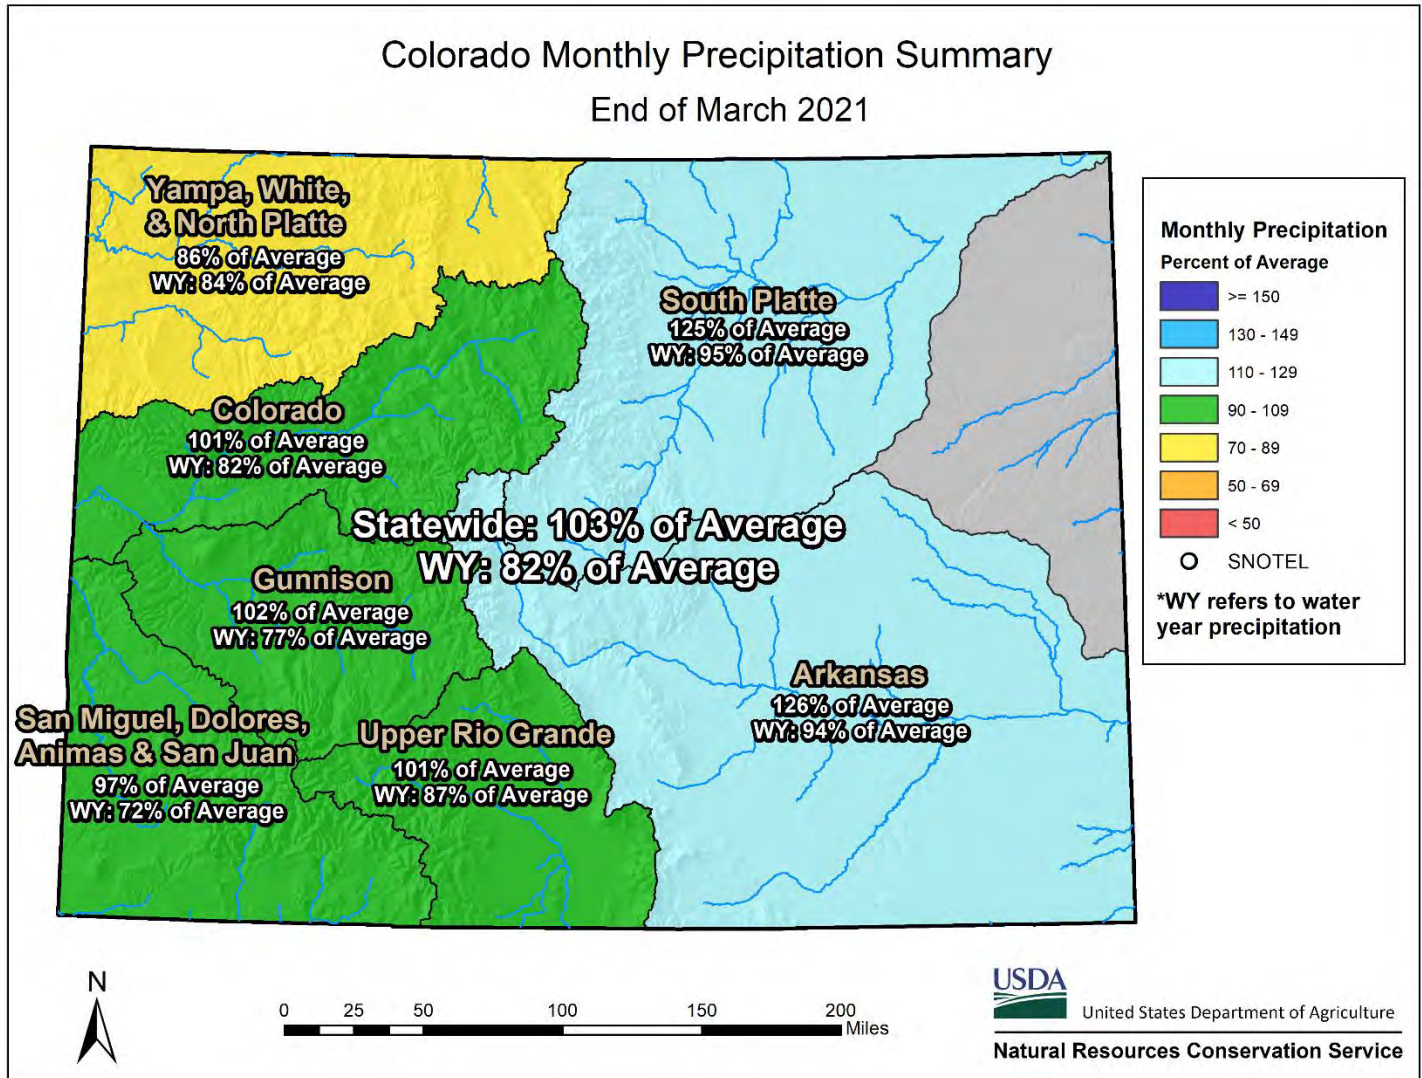 Colorado Monthly Precipitation Summary
End of March 2021
Yampa, White,
& North Platte
86% of Average
WY: 84% of Average
South Platte
125% of Average
WY: 95% of Average
Colorado
101% of Average
WY: 82% of Average
Statewide: 103% of Average
WY: 82% of Average
Gunnison
102% of Average
WY: 77% of Average
Arkansas
126% of Average
WY: 94% of Average
San Miguel, Dolores,
Animas & San Juan
97% of Average
WY: 72% of Average
Upper Rio Grande
101% of Average
WY: 87% of Average
Monthly Precipitation
Percent of Average
>= 150
130 - 149
110 - 129
90 - 109
70 - 89
50 - 69
< 50
SNOTEL
*WY refers to water
year precipitation
N
0 25 50 100 150 200
Miles
USDA
United States Department of Agriculture
Natural Resources Conservation Service